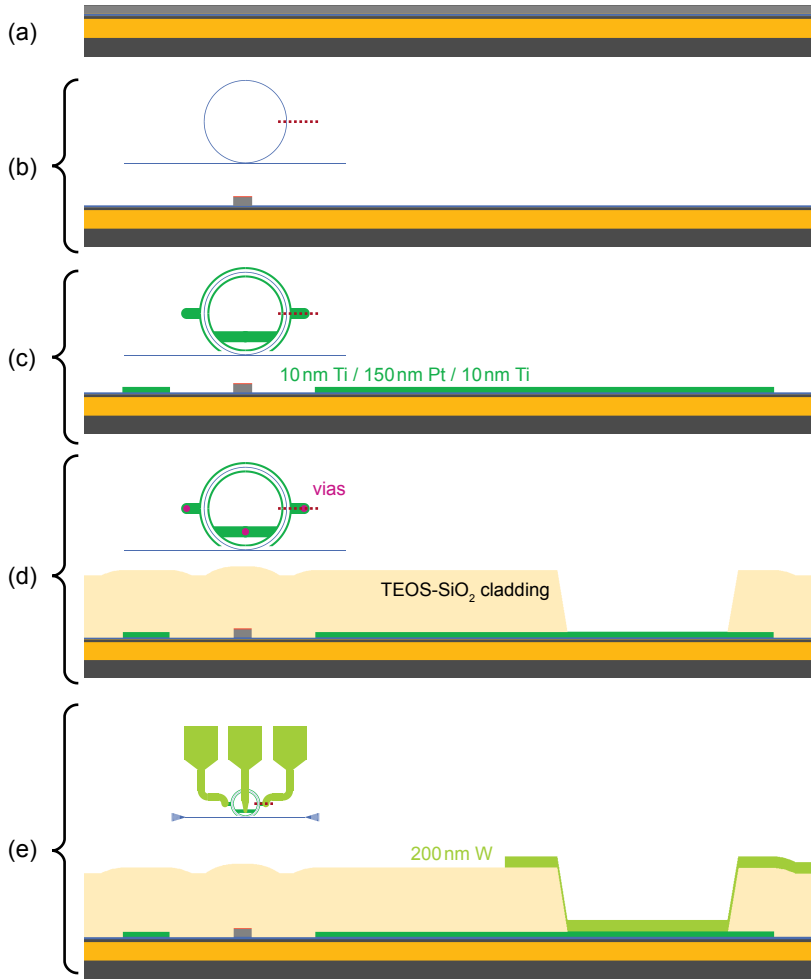 (a)
(b)
(c)
10 nm Ti / 150 nm Pt / 10 nm Ti
(d)
vias
TEOS-SiO₂ cladding
(e)
200 nm W